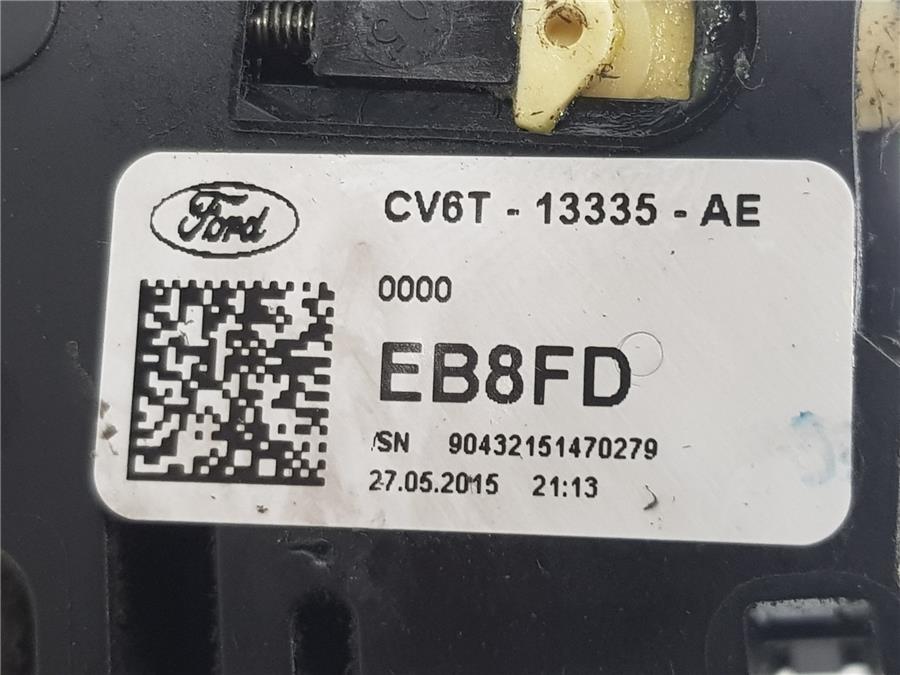 Ford
CV6T - 13335 - AE
0000
EB8FD
/SN 90432151470279
27.05.2015 21:13